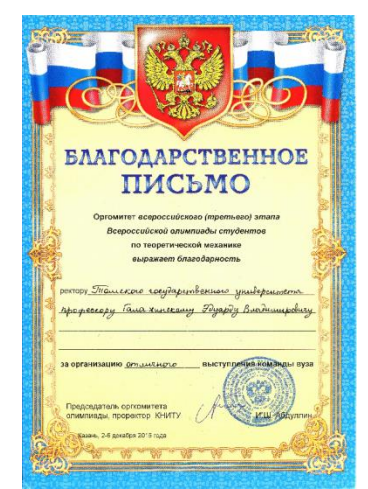 БЛАГОДАРСТВЕННОЕ
ПИСЬМО
Оргомитет всероссийского (третьего) этапа
Всероссийской олимпиады студентов
по теоретической механике
выражает благодарность
ректору Томского государственного университета
профессору Галажинскому Эдуарду Владимировичу
за организацию отличного выступления команды вуза
Председатель оргкомитета
олимпиады, проректор КНИТУ И.Ш. Абдуллин
Казань, 2-6 декабря 2013 года